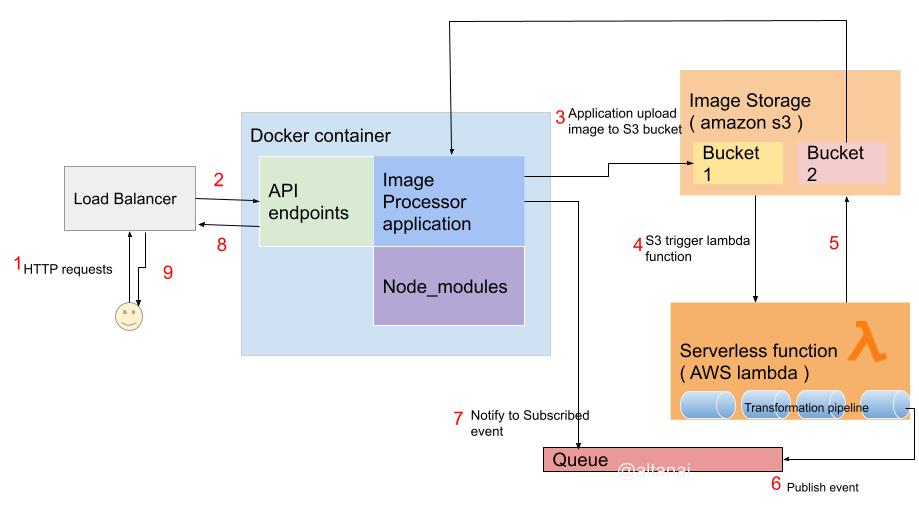 3 Application upload
image to S3 bucket
Image Storage
( amazon s3 )
Bucket
1
Bucket
2
Docker container
API
endpoints
Image
Processor
application
Node_modules
Load Balancer
2
8
1 HTTP requests
9
4 S3 trigger lambda
function
5
Serverless function
( AWS lambda )
λ
Transformation pipeline
7 Notify to Subscribed
event
Queue
@altanai
6 Publish event